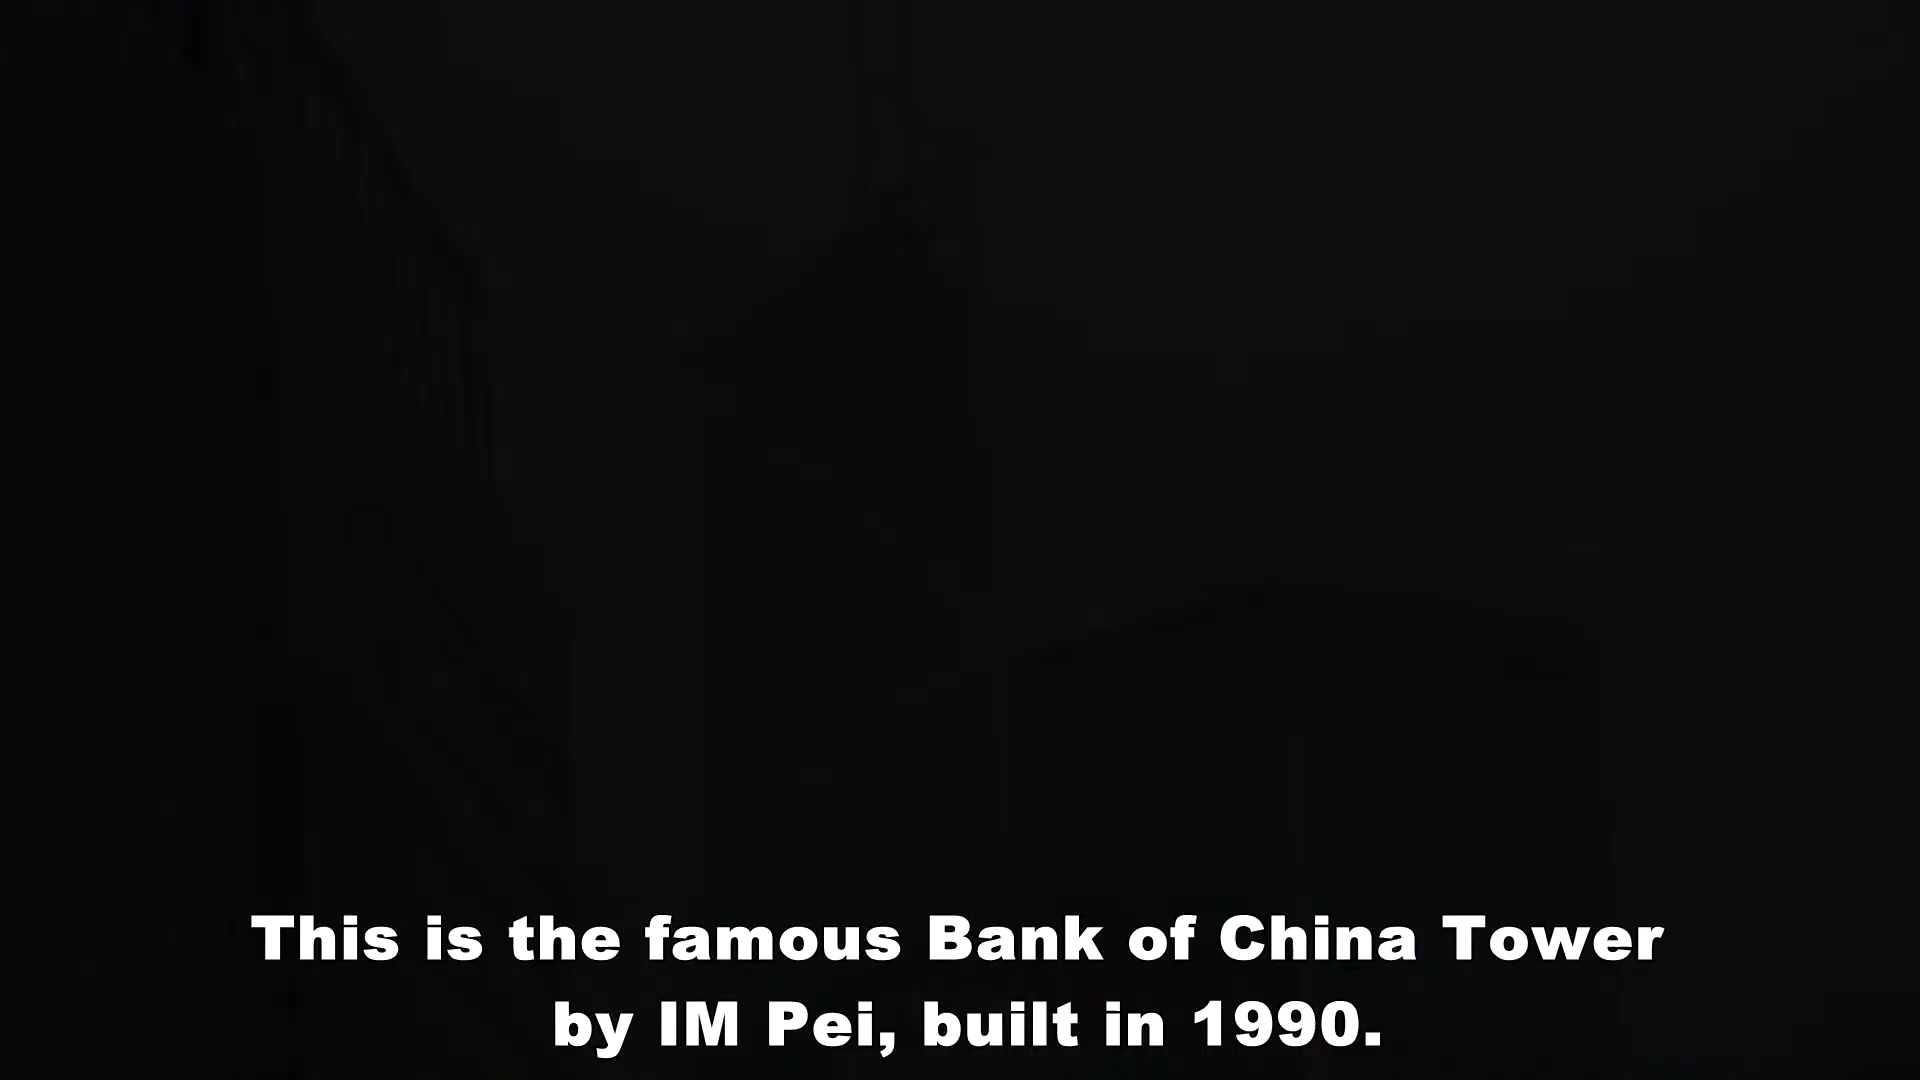 This is the famous Bank of China Tower
by IM Pei, built in 1990.